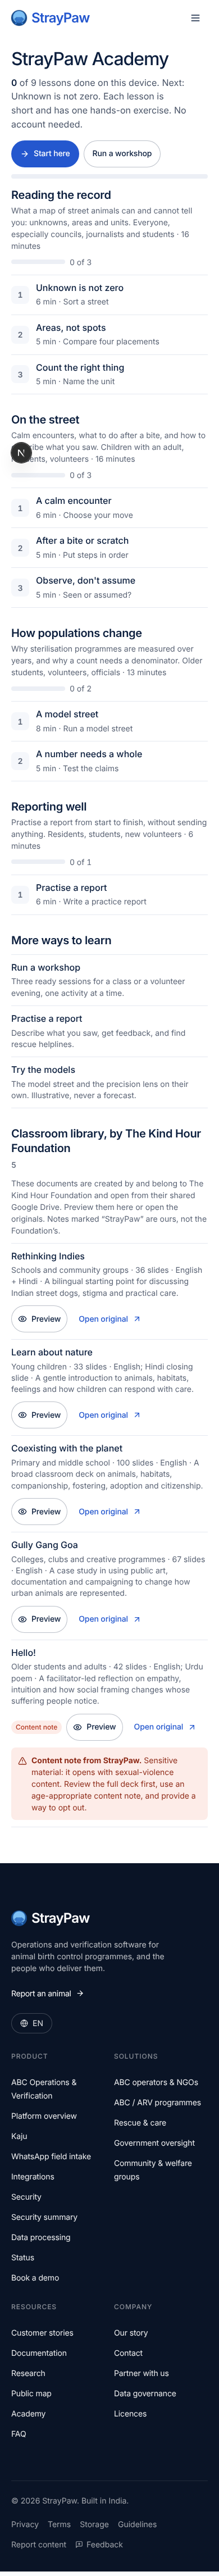 StrayPaw
StrayPaw Academy
0 of 9 lessons done on this device. Next:
Unknown is not zero. Each lesson is
short and has one hands-on exercise. No
account needed.
Start here
Run a workshop
Reading the record
What a map of street animals can and cannot tell
you: unknowns, areas and units. Everyone,
especially councils, journalists and students · 16
minutes
0 of 3
1
Unknown is not zero
6 min · Sort a street
2
Areas, not spots
5 min · Compare four placements
3
Count the right thing
5 min · Name the unit
On the street
Calm encounters, what to do after a bite, and how to
ribe what you saw. Children with an adult,
nts, volunteers · 16 minutes
N
0 of 3
1
A calm encounter
6 min · Choose your move
2
After a bite or scratch
5 min · Put steps in order
3
Observe, don't assume
5 min · Seen or assumed?
How populations change
Why sterilisation programmes are measured over
years, and why a count needs a denominator. Older
students, volunteers, officials · 13 minutes
0 of 2
1
A model street
8 min · Run a model street
2
A number needs a whole
5 min · Test the claims
Reporting well
Practise a report from start to finish, without sending
anything. Residents, students, new volunteers · 6
minutes
0 of 1
1
Practise a report
6 min · Write a practice report
More ways to learn
Run a workshop
Three ready sessions for a class or a volunteer
evening, one activity at a time.
Practise a report
Describe what you saw, get feedback, and find
rescue helplines.
Try the models
The model street and the precision lens on their
own. Illustrative, never a forecast.
Classroom library, by The Kind Hour
Foundation
5
These documents are created by and belong to The
Kind Hour Foundation and open from their shared
Google Drive. Preview them here or open the
originals. Notes marked “StrayPaw” are ours, not the
Foundation’s.
Rethinking Indies
Schools and community groups · 36 slides · English
+ Hindi · A bilingual starting point for discussing
Indian street dogs, stigma and practical care.
Preview
Open original
Learn about nature
Young children · 33 slides · English; Hindi closing
slide · A gentle introduction to animals, habitats,
feelings and how children can respond with care.
Preview
Open original
Coexisting with the planet
Primary and middle school · 100 slides · English · A
broad classroom deck on animals, habitats,
companionship, fostering, adoption and citizenship.
Preview
Open original
Gully Gang Goa
Colleges, clubs and creative programmes · 67 slides
· English · A case study in using public art,
documentation and campaigning to change how
urban animals are represented.
Preview
Open original
Hello!
Older students and adults · 42 slides · English; Urdu
poem · A facilitator-led reflection on empathy,
intuition and how social framing changes whose
suffering people notice.
Content note
Preview
Open original
Content note from StrayPaw. Sensitive
material: it opens with sexual-violence
content. Review the full deck first, use an
age-appropriate content note, and provide a
way to opt out.
StrayPaw
Operations and verification software for
animal birth control programmes, and the
people who deliver them.
Report an animal
EN
PRODUCT
ABC Operations &
Verification
Platform overview
Kaju
WhatsApp field intake
Integrations
Security
Security summary
Data processing
Status
Book a demo
SOLUTIONS
ABC operators & NGOs
ABC / ARV programmes
Rescue & care
Government oversight
Community & welfare
groups
RESOURCES
Customer stories
Documentation
Research
Public map
Academy
FAQ
COMPANY
Our story
Contact
Partner with us
Data governance
Licences
© 2026 StrayPaw. Built in India.
Privacy
Terms
Storage
Guidelines
Report content
Feedback